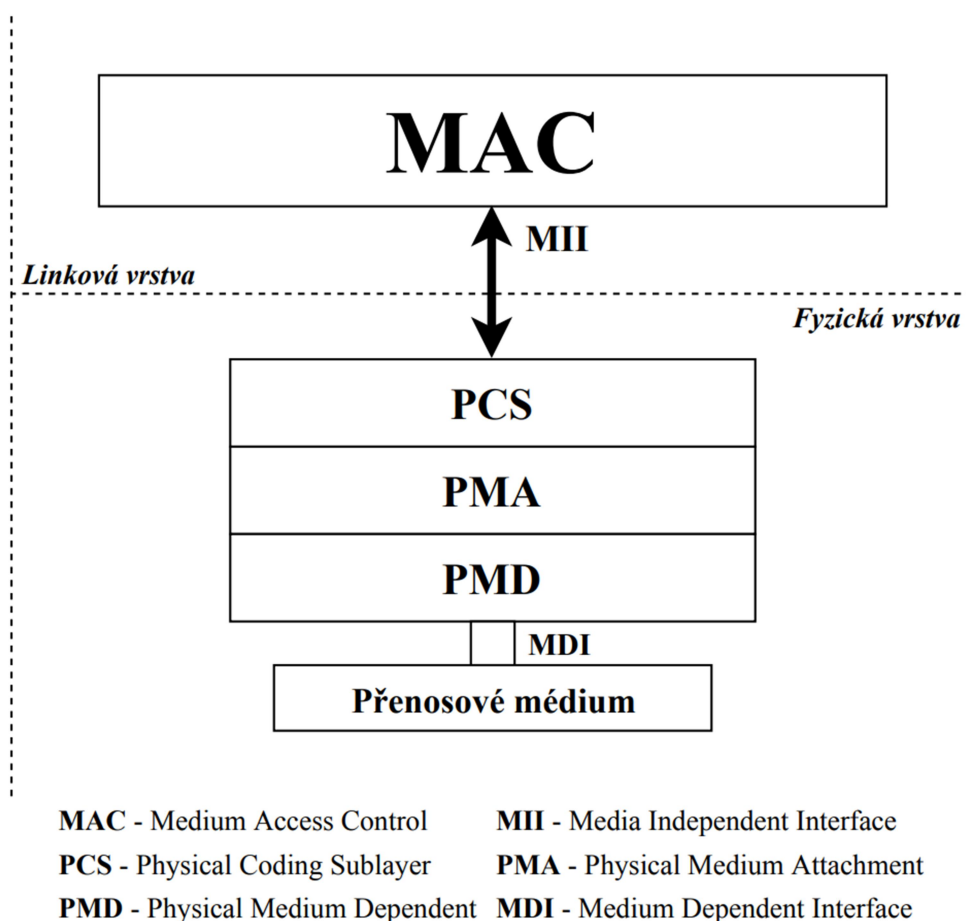 MAC
MII
Linková vrstva
Fyzická vrstva
PCS
PMA
PMD
MDI
Přenosové médium
MAC - Medium Access Control MII - Media Independent Interface
PCS - Physical Coding Sublayer PMA - Physical Medium Attachment
PMD - Physical Medium Dependent MDI - Medium Dependent Interface